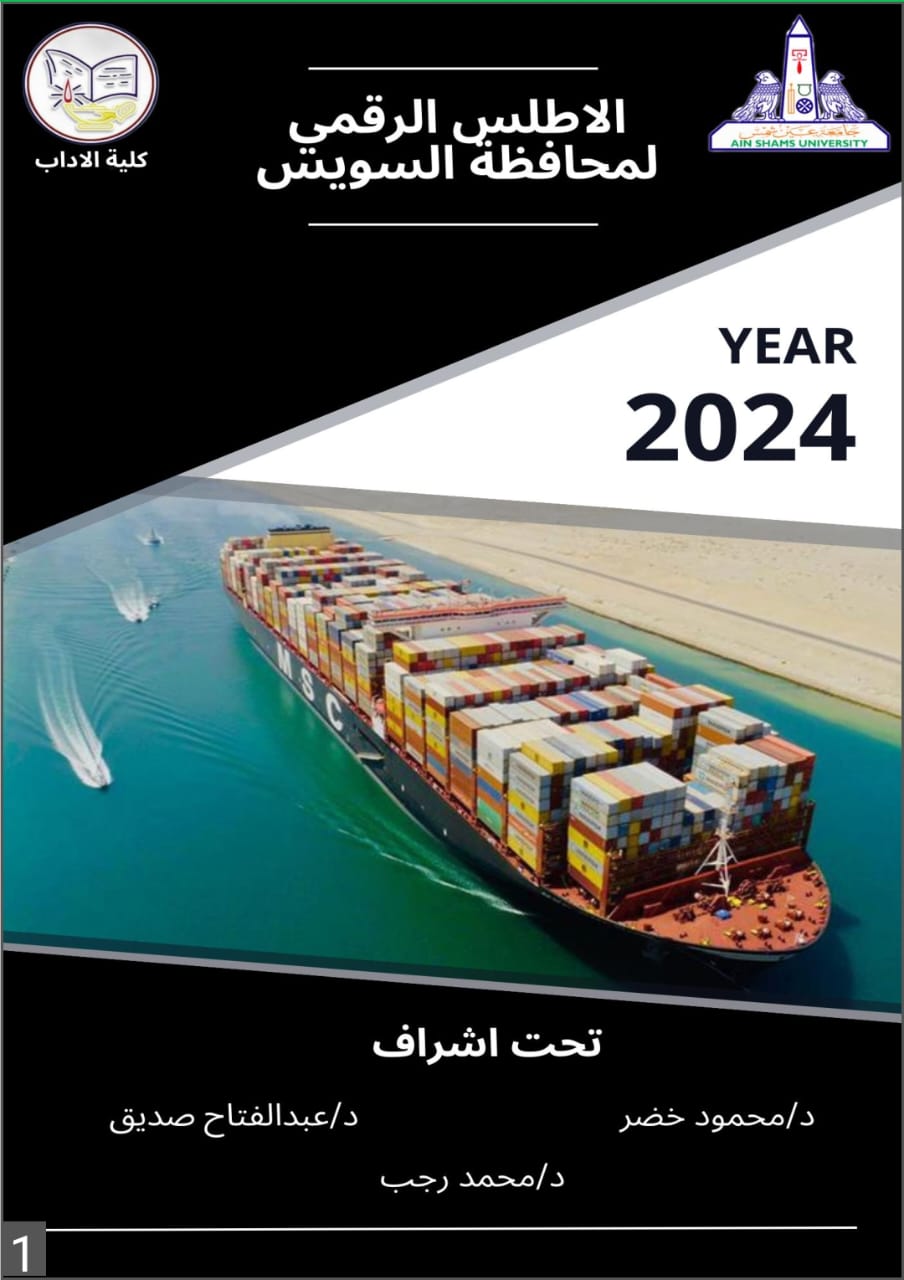 الاطلس الرقمي
لمحافظة السويس
كلية الاداب
جامعة عين شمس
AIN SHAMS UNIVERSITY
YEAR
2024
MSC
تحت اشراف
د/محمود خضر
د/عبدالفتاح صديق
د/محمد رجب
1